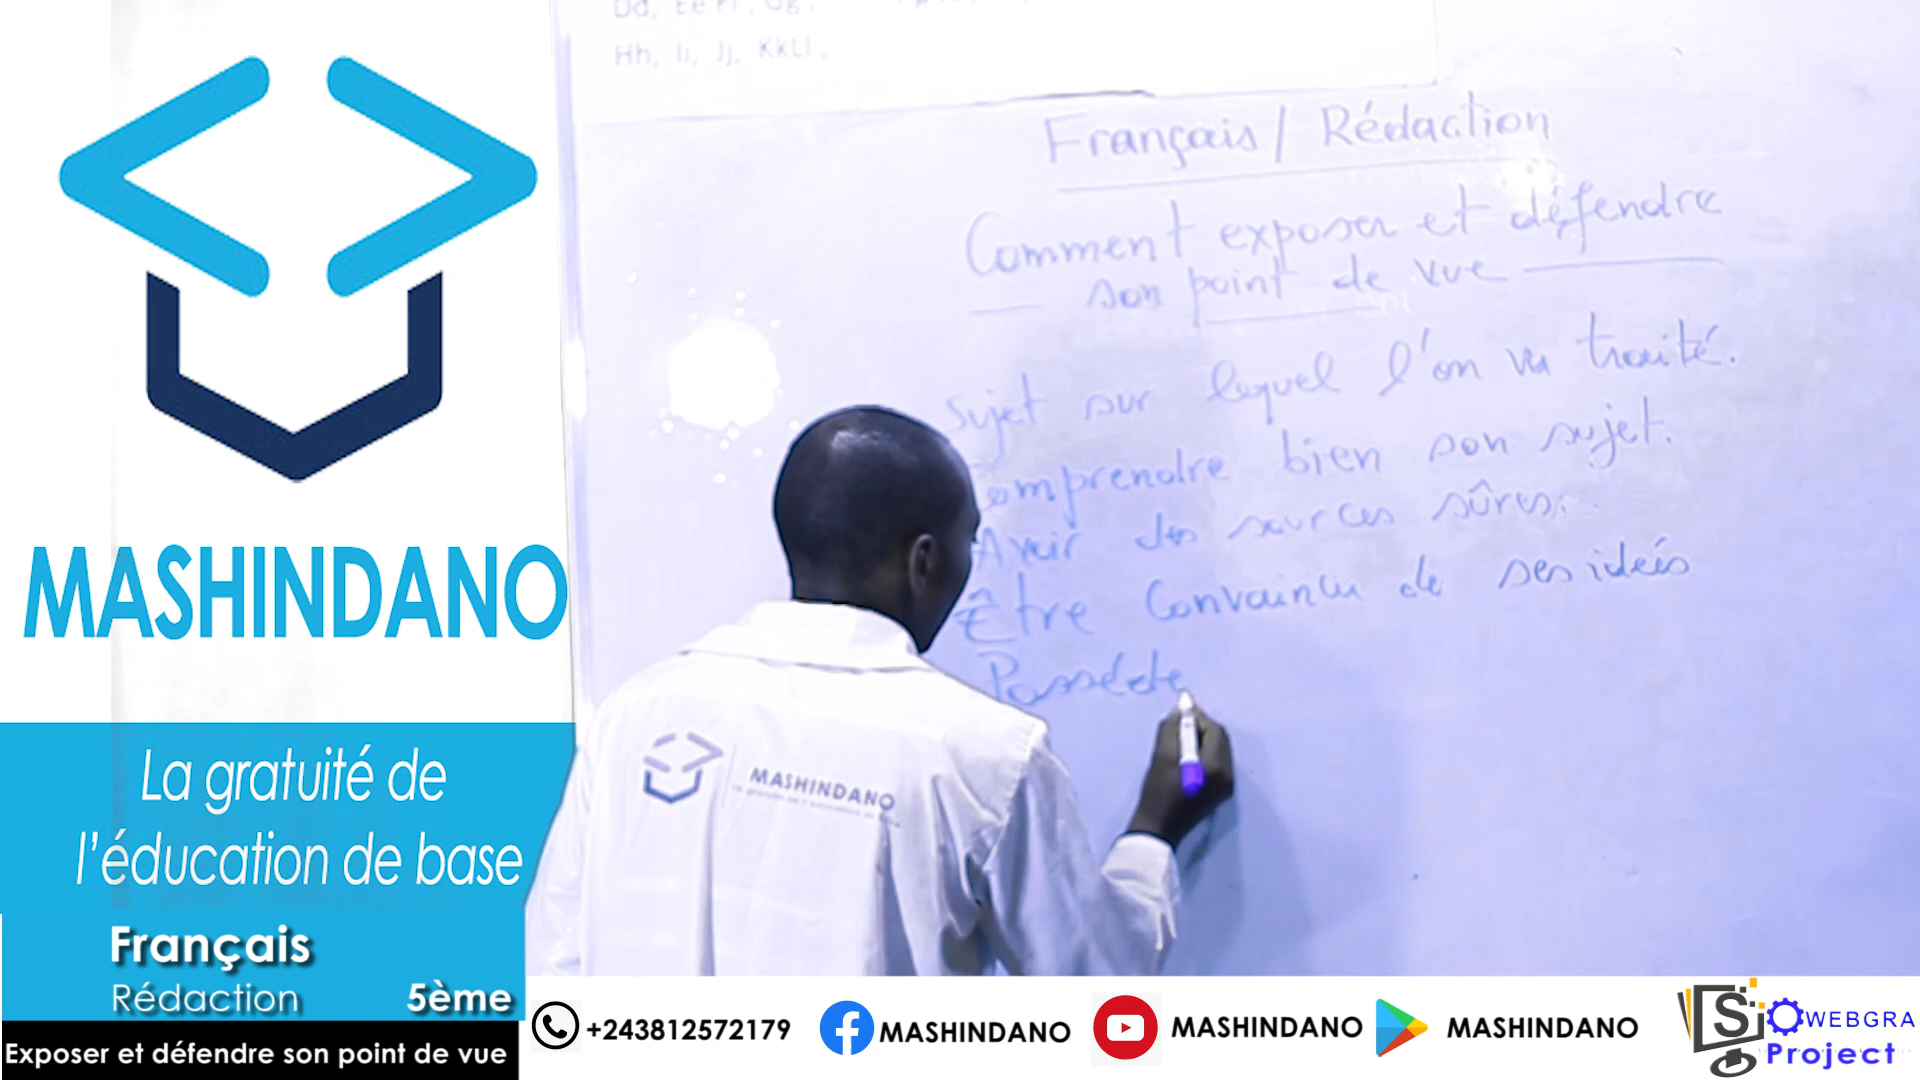 Hh, Ii, Jj, KkLl,
Français / Rédaction
Comment exposer et défendre
son point de vue
Sujet sur lequel l'on va traité.
omprendre bien son sujet.
Avoir des sources sûres.
Être Convaincu de ses idées
Posséde
MASHINDANO
La gratuité de
l'éducation de base
MASHINDANO
Français
Rédaction 5ème
Exposer et défendre son point de vue
+243812572179 MASHINDANO MASHINDANO MASHINDANO
WEBGRA
Project